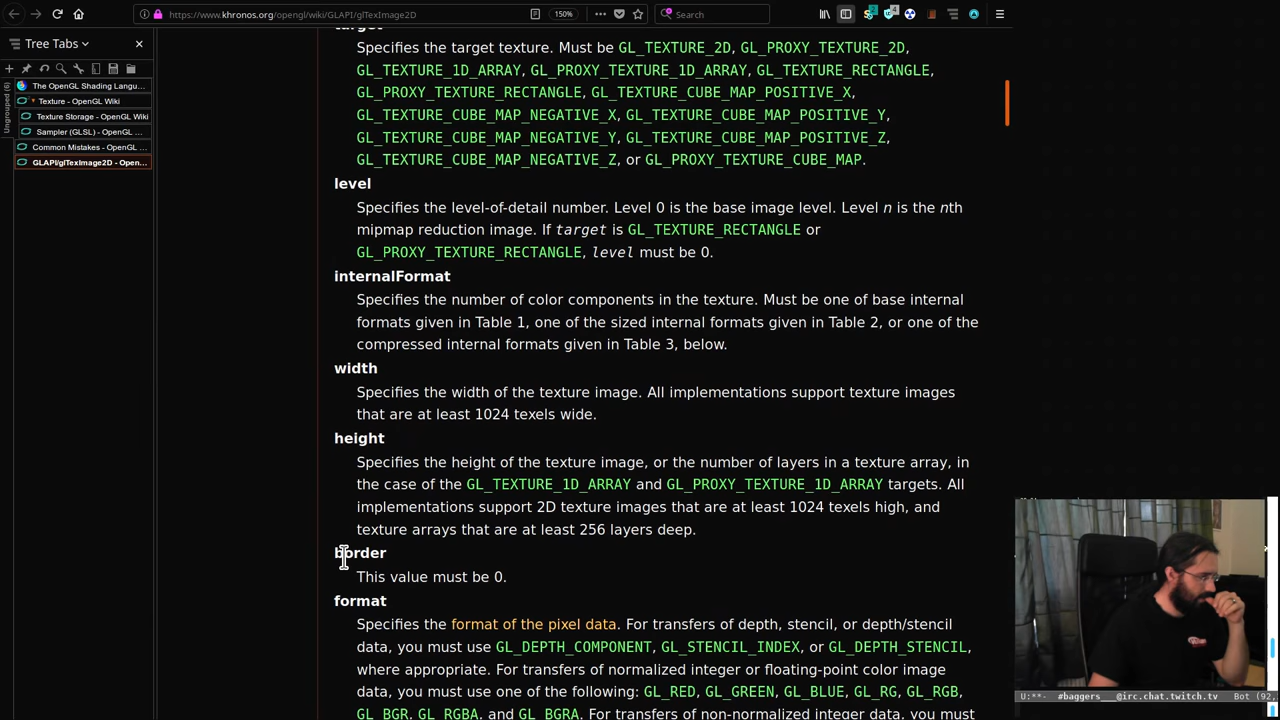 https://www.khronos.org/opengl/wiki/GLAPI/glTexImage2D
150%
Search
2
4
Tree Tabs
Ungrouped (6)
The OpenGL Shading Langu...
Texture - OpenGL Wiki
Texture Storage - OpenGL Wiki
Sampler (GLSL) - OpenGL ...
Common Mistakes - OpenGL ...
GLAPI/glTexImage2D - Open...
target
Specifies the target texture. Must be GL_TEXTURE_2D, GL_PROXY_TEXTURE_2D,
GL_TEXTURE_1D_ARRAY, GL_PROXY_TEXTURE_1D_ARRAY, GL_TEXTURE_RECTANGLE,
GL_PROXY_TEXTURE_RECTANGLE, GL_TEXTURE_CUBE_MAP_POSITIVE_X,
GL_TEXTURE_CUBE_MAP_NEGATIVE_X, GL_TEXTURE_CUBE_MAP_POSITIVE_Y,
GL_TEXTURE_CUBE_MAP_NEGATIVE_Y, GL_TEXTURE_CUBE_MAP_POSITIVE_Z,
GL_TEXTURE_CUBE_MAP_NEGATIVE_Z, or GL_PROXY_TEXTURE_CUBE_MAP.
level
Specifies the level-of-detail number. Level 0 is the base image level. Level n is the nth
mipmap reduction image. If target is GL_TEXTURE_RECTANGLE or
GL_PROXY_TEXTURE_RECTANGLE, level must be 0.
internalFormat
Specifies the number of color components in the texture. Must be one of base internal
formats given in Table 1, one of the sized internal formats given in Table 2, or one of the
compressed internal formats given in Table 3, below.
width
Specifies the width of the texture image. All implementations support texture images
that are at least 1024 texels wide.
height
Specifies the height of the texture image, or the number of layers in a texture array, in
the case of the GL_TEXTURE_1D_ARRAY and GL_PROXY_TEXTURE_1D_ARRAY targets. All
implementations support 2D texture images that are at least 1024 texels high, and
texture arrays that are at least 256 layers deep.
border
This value must be 0.
format
Specifies the format of the pixel data. For transfers of depth, stencil, or depth/stencil
data, you must use GL_DEPTH_COMPONENT, GL_STENCIL_INDEX, or GL_DEPTH_STENCIL,
where appropriate. For transfers of normalized integer or floating-point color image
data, you must use one of the following: GL_RED, GL_GREEN, GL_BLUE, GL_RG, GL_RGB,
GL_BGR, GL_RGBA, and GL_BGRA. For transfers of non-normalized integer data, you must
U:**- #baggers___@irc.chat.twitch.tv Bot (92,